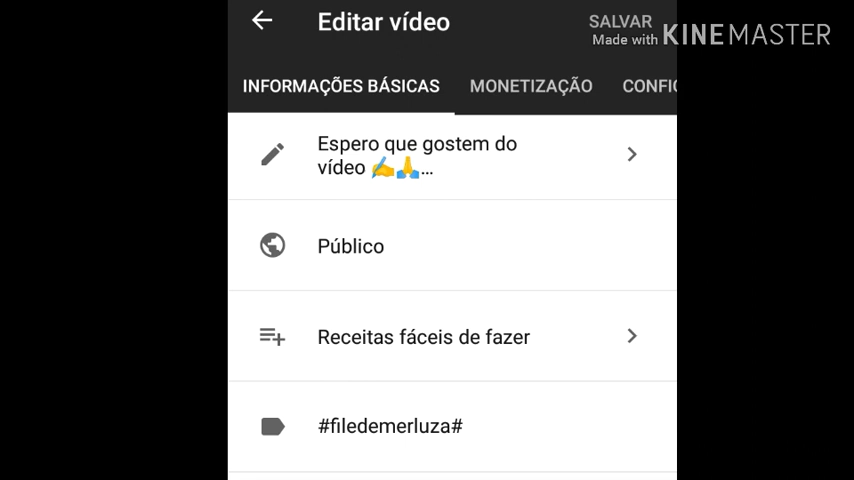 Editar vídeo
SALVAR
Made with KINEMASTER
INFORMAÇÕES BÁSICAS
MONETIZAÇÃO
CONFIG
Espero que gostem do
vídeo ✍️🙏...
Público
Receitas fáceis de fazer
#filedemerluza#